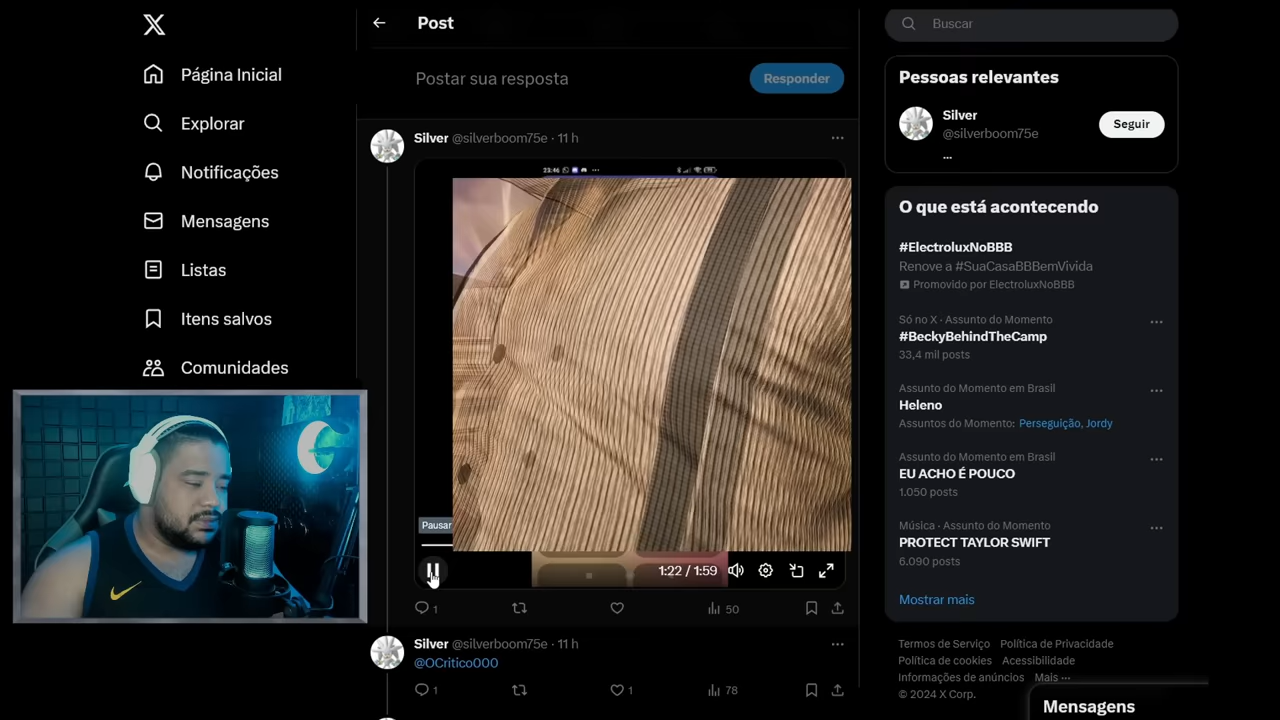 Post
Buscar
Página Inicial
Explorar
Notificações
Mensagens
Listas
Itens salvos
Comunidades
Postar sua resposta
Responder
Silver @silverboom75e · 11 h
23:46
Pausar
1:22 / 1:59
1
50
Silver @silverboom75e · 11 h
@OCritico000
1
1
78
Pessoas relevantes
Silver
@silverboom75e
Seguir
...
O que está acontecendo
#ElectroluxNoBBB
Renove a #SuaCasaBBBemVivida
Promovido por ElectroluxNoBBB
Só no X · Assunto do Momento
#BeckyBehindTheCamp
33,4 mil posts
Assunto do Momento em Brasil
Heleno
Assuntos do Momento: Perseguição, Jordy
Assunto do Momento em Brasil
EU ACHO É POUCO
1.050 posts
Música · Assunto do Momento
PROTECT TAYLOR SWIFT
6.090 posts
Mostrar mais
Termos de Serviço Política de Privacidade
Política de cookies Acessibilidade
Informações de anúncios Mais ...
© 2024 X Corp.
Mensagens